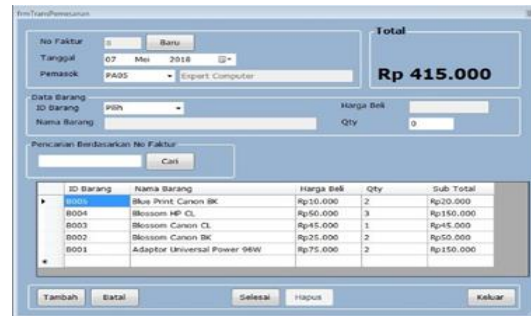 frmTransPemesanan
Total
No Faktur 6 Baru
Tanggal 07 Mei 2018
Pemasok PA05 Expert Computer
Rp 415.000
Data Barang
ID Barang Pilih Harga Beli
Nama Barang Qty 0
Pencarian Berdasarkan No Faktur
Cari
ID Barang Nama Barang Harga Beli Qty Sub Total
B005 Blue Print Canon BK Rp10.000 2 Rp20.000
B004 Blossom HP CL Rp50.000 3 Rp150.000
B003 Blossom Canon CL Rp45.000 1 Rp45.000
B002 Blossom Canon BK Rp25.000 2 Rp50.000
B001 Adaptor Universal Power 96W Rp75.000 2 Rp150.000
Tambah Batal Selesai Hapus Keluar